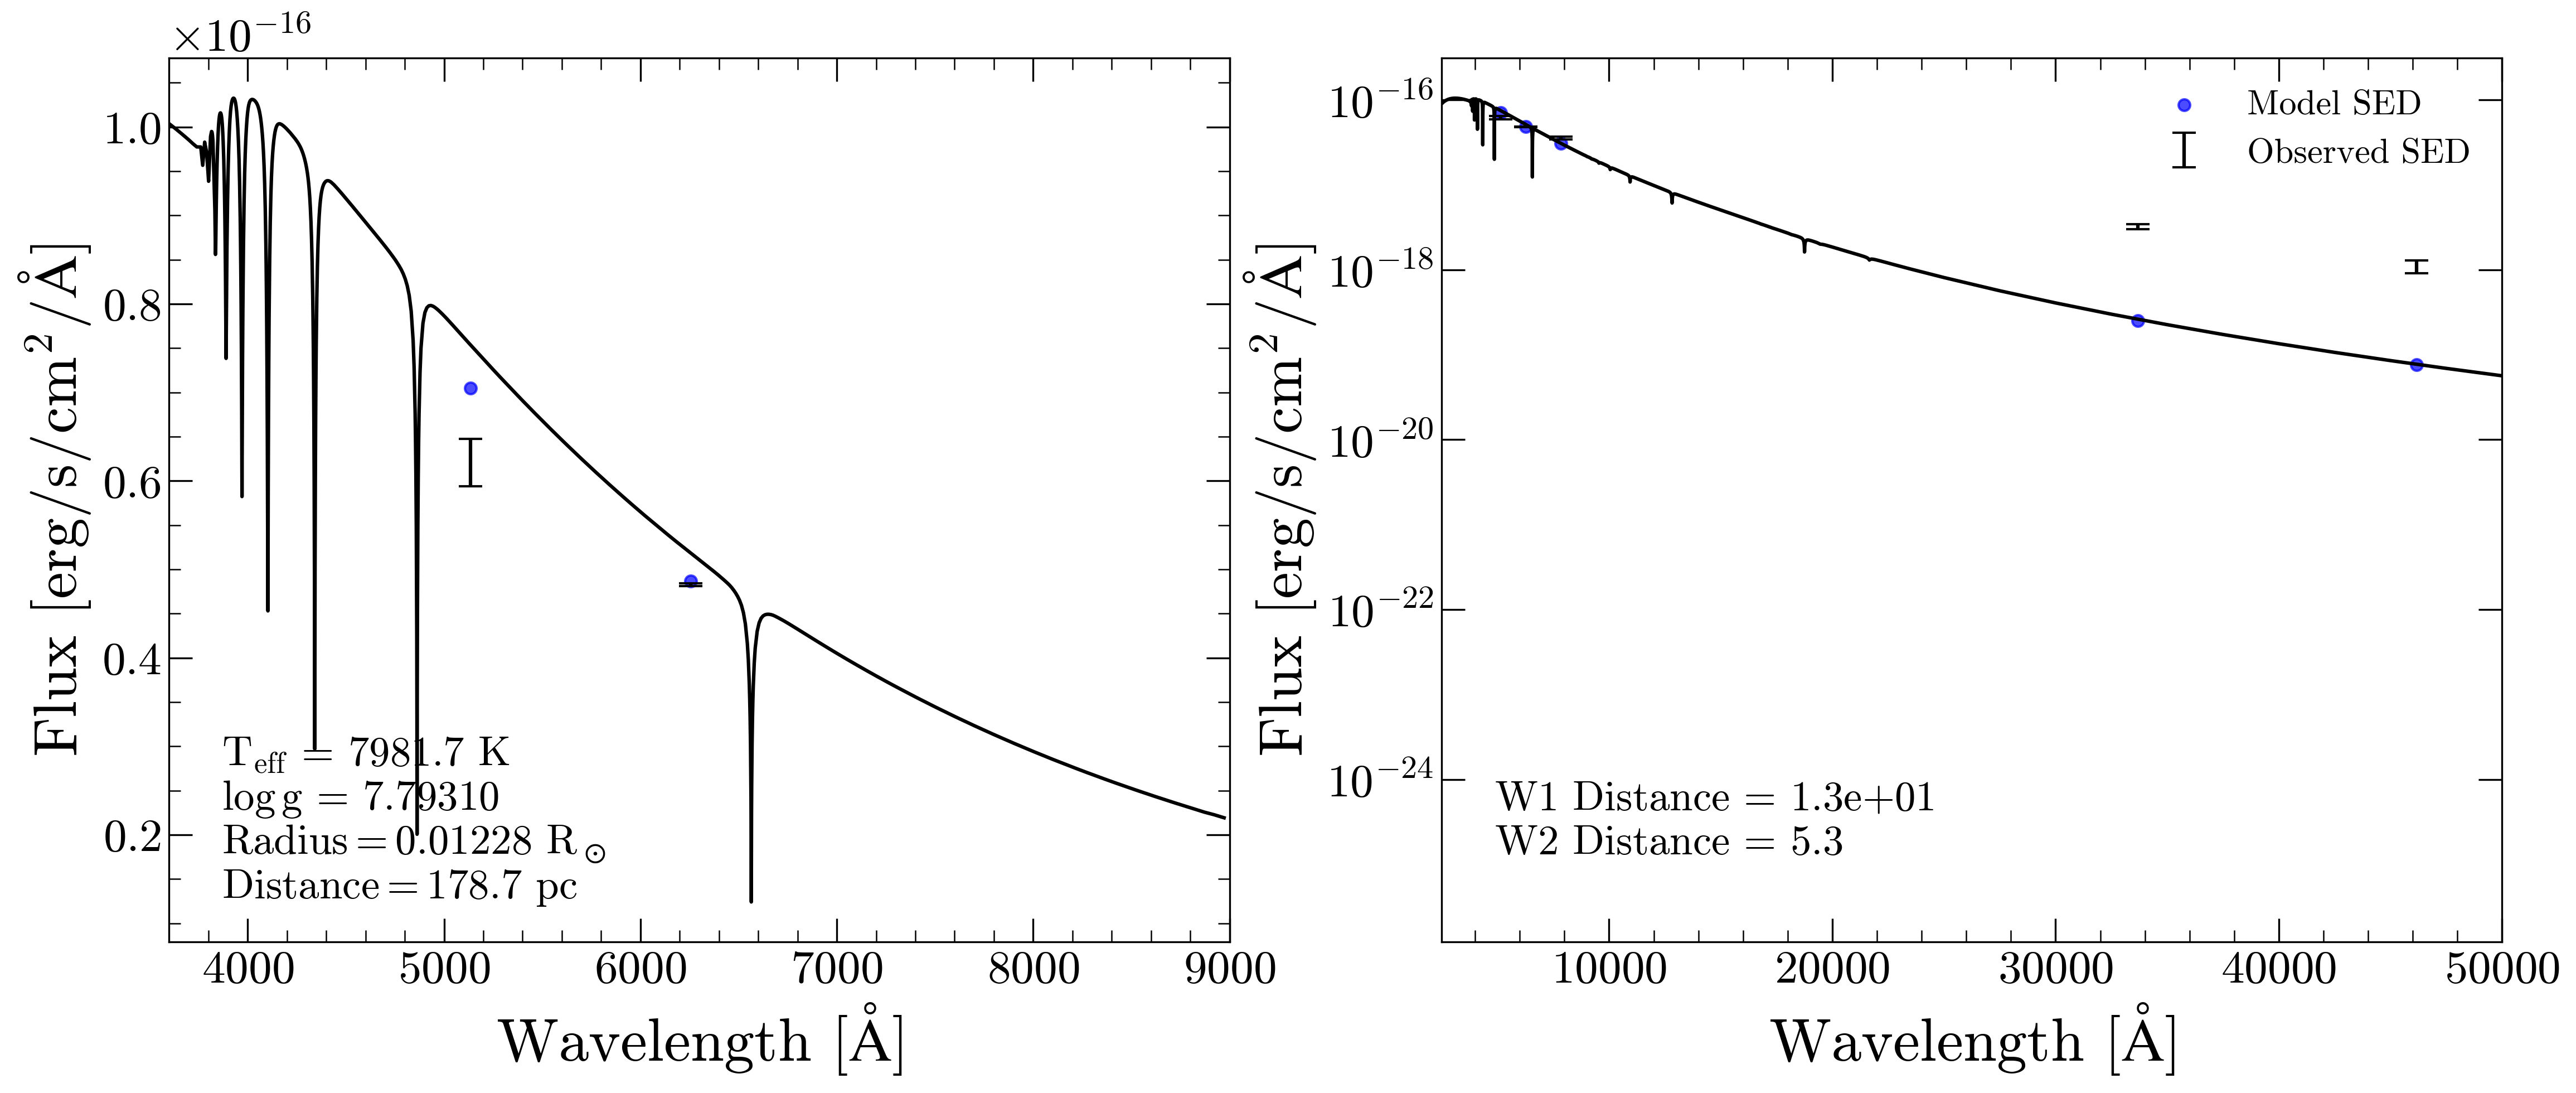 ×10⁻¹⁶
1.0
0.8
0.6
0.4
0.2
Flux [erg/s/cm²/Å]
T_eff = 7981.7 K
log g = 7.79310
Radius = 0.01228 R_⊙
Distance = 178.7 pc
4000 5000 6000 7000 8000 9000
Wavelength [Å]
10⁻¹⁶
10⁻¹⁸
10⁻²⁰
10⁻²²
10⁻²⁴
Flux [erg/s/cm²/Å]
Model SED
Observed SED
W1 Distance = 1.3e+01
W2 Distance = 5.3
10000 20000 30000 40000 50000
Wavelength [Å]